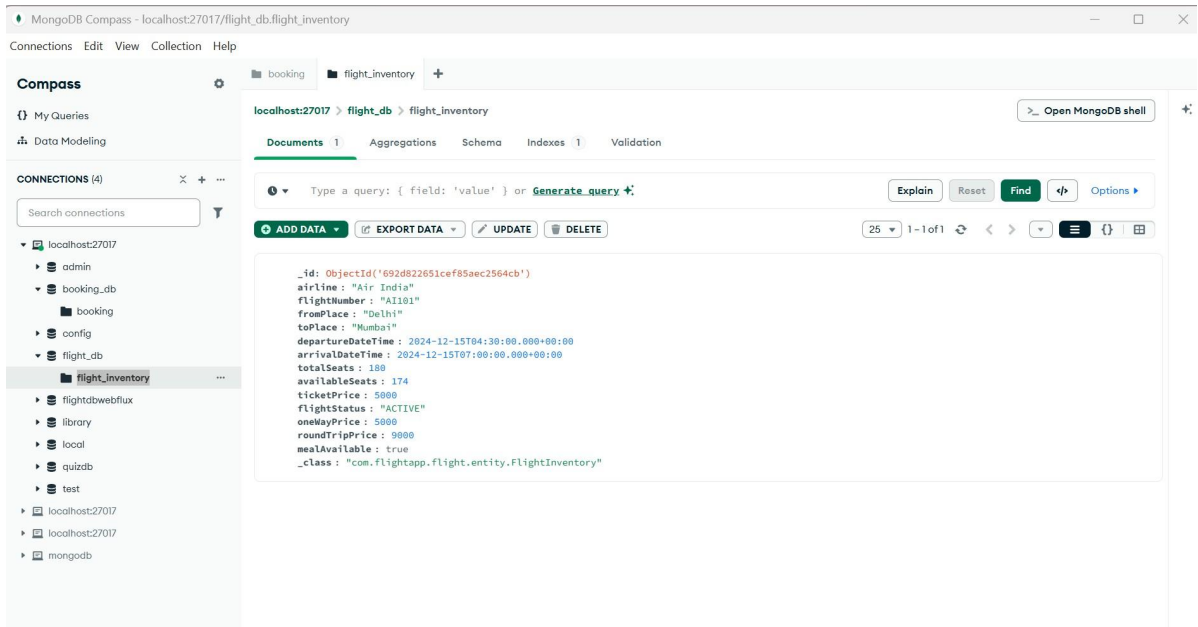 MongoDB Compass - localhost:27017/flight_db.flight_inventory
Connections Edit View Collection Help
Compass
{} My Queries
Data Modeling
CONNECTIONS (4)
Search connections
localhost:27017
admin
booking_db
booking
config
flight_db
flight_inventory
flightdbwebflux
library
local
quizdb
test
localhost:27017
localhost:27017
mongodb
booking flight_inventory
localhost:27017 > flight_db > flight_inventory
>_ Open MongoDB shell
Documents 1 Aggregations Schema Indexes 1 Validation
Type a query: { field: 'value' } or Generate query
Explain Reset Find </> Options
ADD DATA EXPORT DATA UPDATE DELETE
25 1 - 1 of 1 {}
_id: ObjectId('692d822651cef85aec2564cb')
airline : "Air India"
flightNumber : "AI101"
fromPlace : "Delhi"
toPlace : "Mumbai"
departureDateTime : 2024-12-15T04:30:00.000+00:00
arrivalDateTime : 2024-12-15T07:00:00.000+00:00
totalSeats : 180
availableSeats : 174
ticketPrice : 5000
flightStatus : "ACTIVE"
oneWayPrice : 5000
roundTripPrice : 9000
mealAvailable : true
_class : "com.flightapp.flight.entity.FlightInventory"